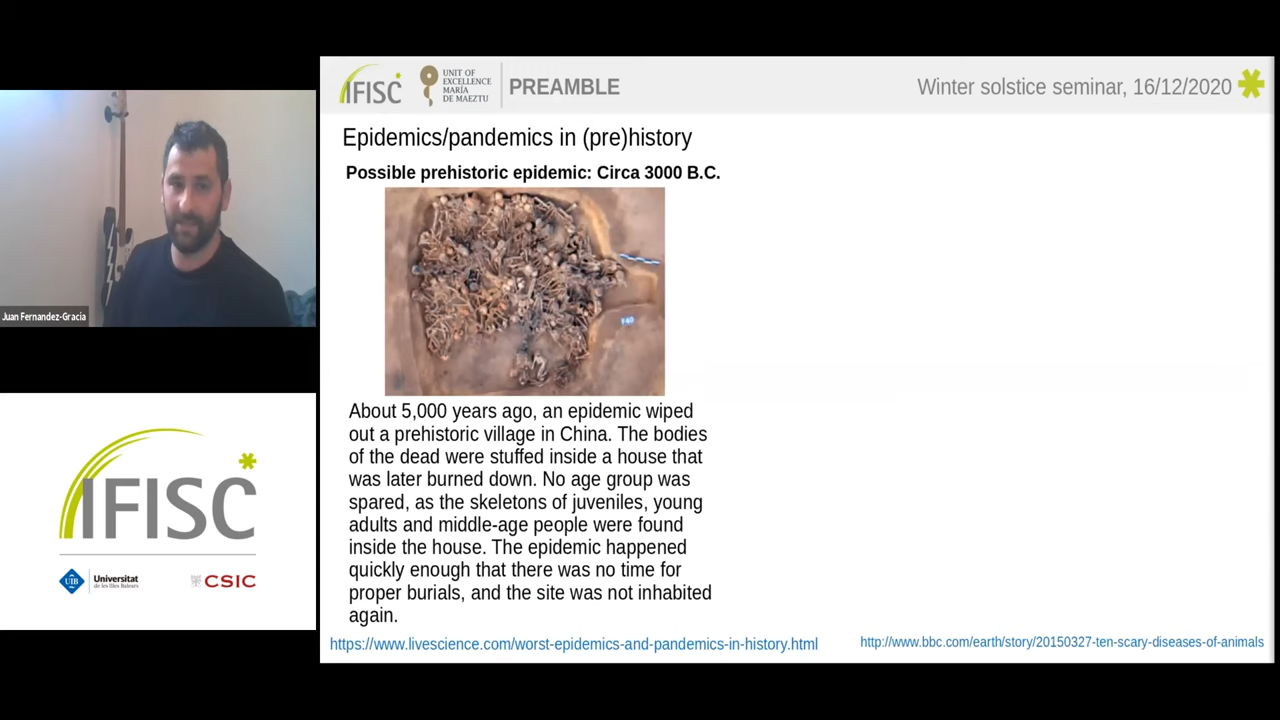 IFISC
UNIT OF
EXCELLENCE
MARÍA
DE MAEZTU
PREAMBLE
Winter solstice seminar, 16/12/2020
Epidemics/pandemics in (pre)history
Possible prehistoric epidemic: Circa 3000 B.C.
About 5,000 years ago, an epidemic wiped
out a prehistoric village in China. The bodies
of the dead were stuffed inside a house that
was later burned down. No age group was
spared, as the skeletons of juveniles, young
adults and middle-age people were found
inside the house. The epidemic happened
quickly enough that there was no time for
proper burials, and the site was not inhabited
again.
https://www.livescience.com/worst-epidemics-and-pandemics-in-history.html
http://www.bbc.com/earth/story/20150327-ten-scary-diseases-of-animals
Juan Fernandez-Gracia
IFISC
UIB
Universitat
de les Illes Balears
CSIC